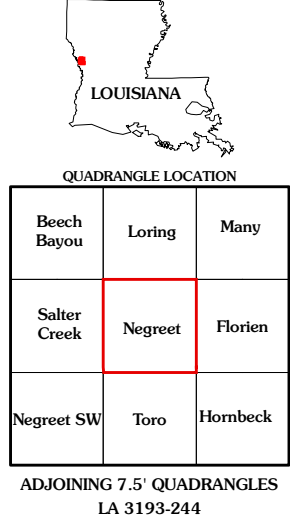 LOUISIANA
QUADRANGLE LOCATION
Beech
Bayou
Loring
Many
Salter
Creek
Negreet
Florien
Negreet SW
Toro
Hornbeck
ADJOINING 7.5' QUADRANGLES
LA 3193-244